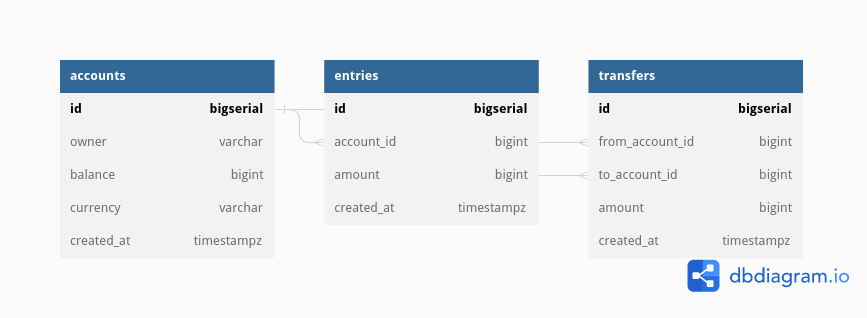 accounts
id bigserial
owner varchar
balance bigint
currency varchar
created_at timestampz
entries
id bigserial
account_id bigint
amount bigint
created_at timestampz
transfers
id bigserial
from_account_id bigint
to_account_id bigint
amount bigint
created_at timestampz
dbdiagram.io